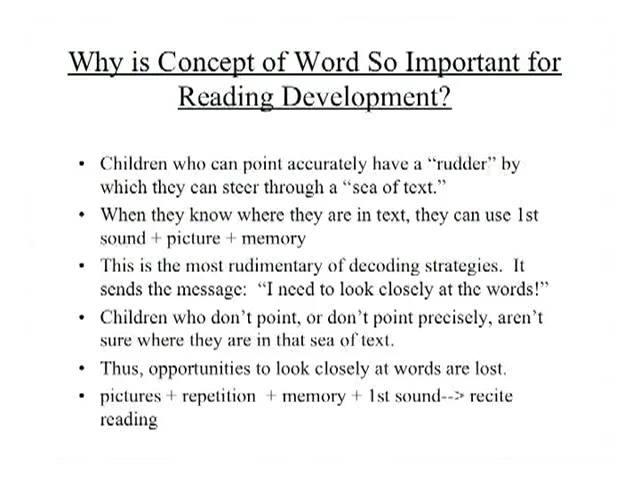 Why is Concept of Word So Important for
Reading Development?
• Children who can point accurately have a “rudder” by
which they can steer through a “sea of text.”
• When they know where they are in text, they can use 1st
sound + picture + memory
• This is the most rudimentary of decoding strategies. It
sends the message: “I need to look closely at the words!”
• Children who don’t point, or don’t point precisely, aren’t
sure where they are in that sea of text.
• Thus, opportunities to look closely at words are lost.
• pictures + repetition + memory + 1st sound--> recite
reading